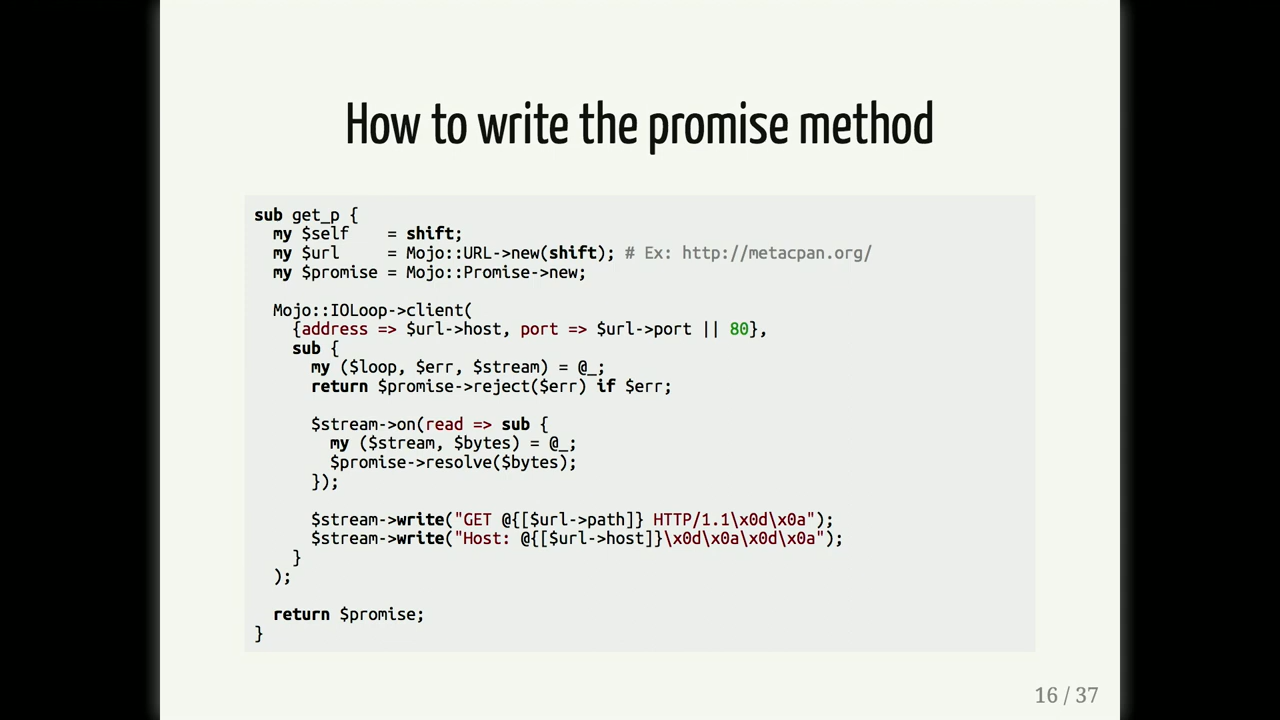 How to write the promise method
sub get_p {
  my $self    = shift;
  my $url     = Mojo::URL->new(shift); # Ex: http://metacpan.org/
  my $promise = Mojo::Promise->new;

  Mojo::IOLoop->client(
    {address => $url->host, port => $url->port || 80},
    sub {
      my ($loop, $err, $stream) = @_;
      return $promise->reject($err) if $err;

      $stream->on(read => sub {
        my ($stream, $bytes) = @_;
        $promise->resolve($bytes);
      });

      $stream->write("GET @{[$url->path]} HTTP/1.1\x0d\x0a");
      $stream->write("Host: @{[$url->host]}\x0d\x0a\x0d\x0a");
    }
  );

  return $promise;
}
16 / 37